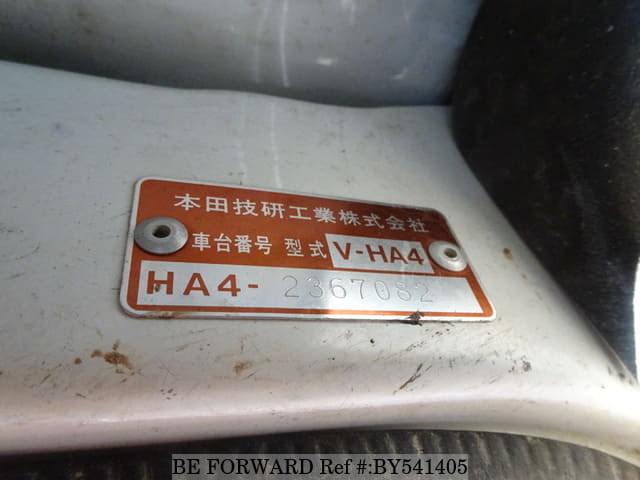 本田技研工業株式会社
車台番号 型式 V-HA4
HA4- 2367082
BE FORWARD Ref #:BY541405